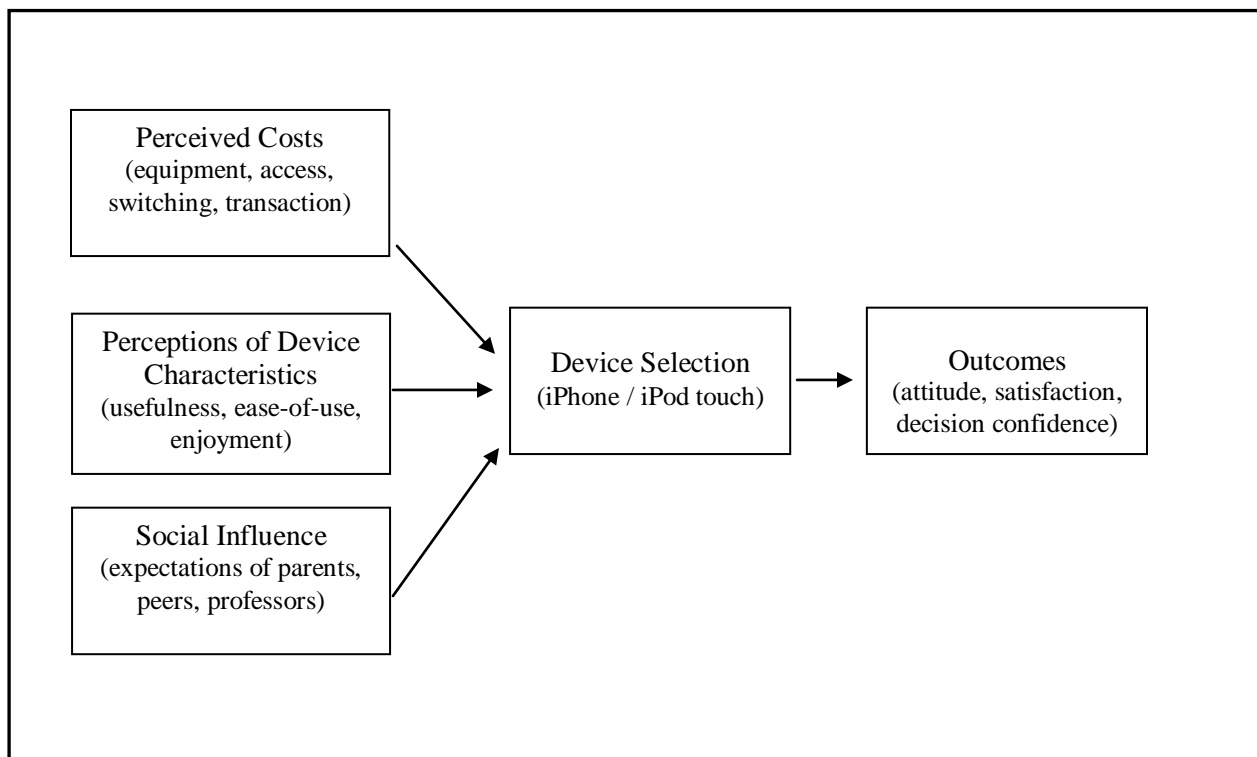 Perceived Costs
(equipment, access,
switching, transaction)
Perceptions of Device
Characteristics
(usefulness, ease-of-use,
enjoyment)
Social Influence
(expectations of parents,
peers, professors)
Device Selection
(iPhone / iPod touch)
Outcomes
(attitude, satisfaction,
decision confidence)